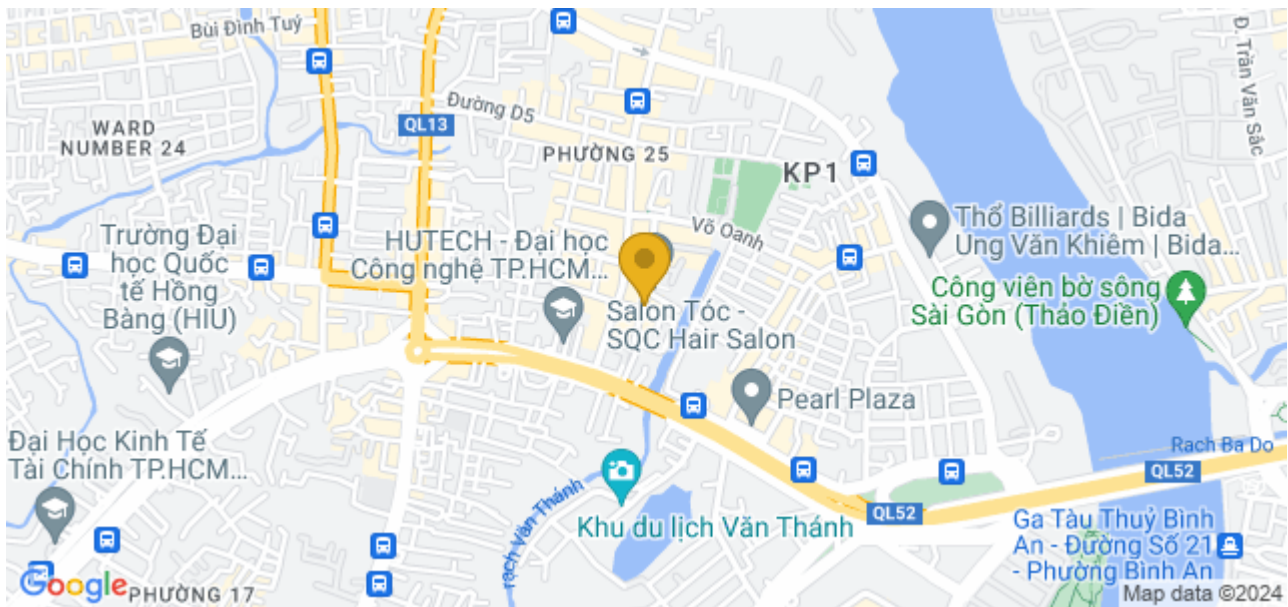 Bùi Đình Tuý
Đ. Trần Văn Sắc
Đường D5
QL13
WARD
NUMBER 24
PHƯỜNG 25
KP1
Võ Oanh
Thổ Billiards | Bida
Ung Văn Khiêm | Bida...
Trường Đại
học Quốc
tế Hồng
Bàng (HIU)
HUTECH - Đại học
Công nghệ TP.HCM...
Công viên bờ sông
Sài Gòn (Thảo Điền)
Salon Tóc -
SQC Hair Salon
Pearl Plaza
Đại Học Kinh Tế
Tài Chính TP.HCM...
Rach Ba Do
QL52
rạch Văn Thánh
Khu du lịch Văn Thánh
QL52
Ga Tàu Thuỷ Bình
An - Đường Số 21
- Phường Bình An
Google
PHƯỜNG 17
Map data ©2024